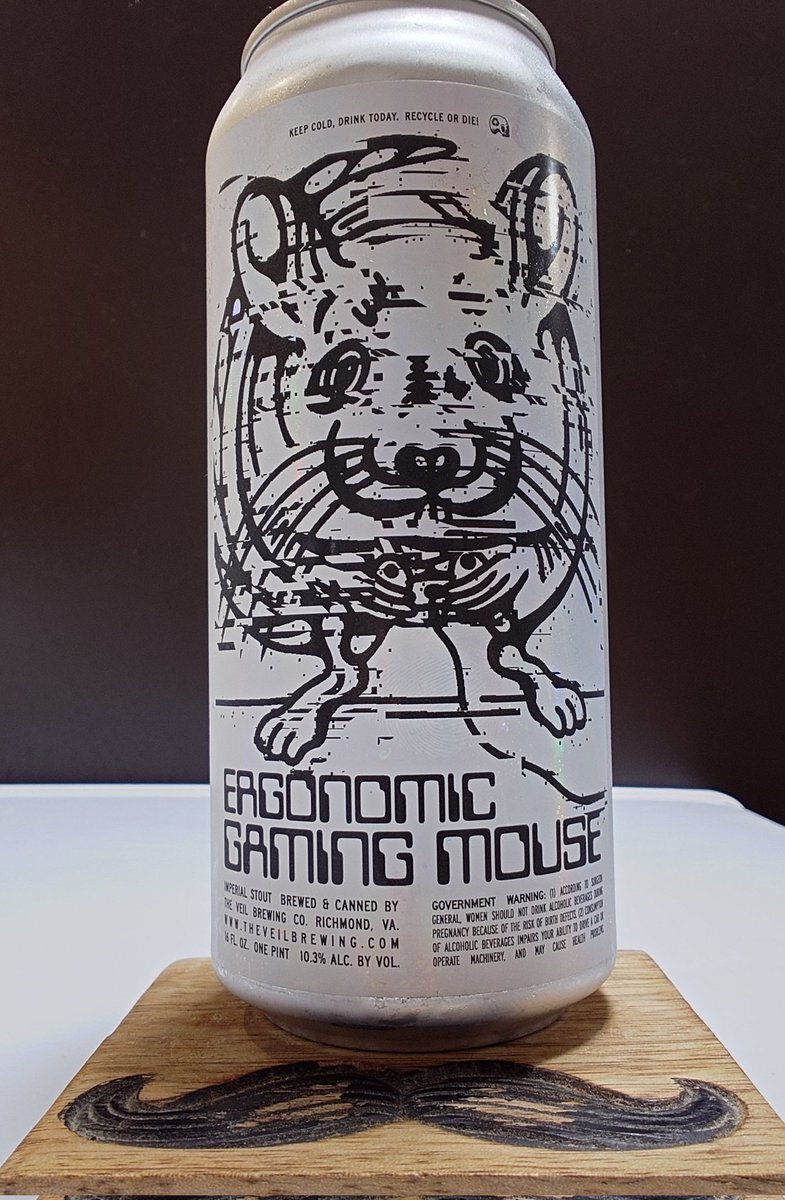 KEEP COLD, DRINK TODAY. RECYCLE OR DIE!
ERGONOMIC
GAMING MOUSE
IMPERIAL STOUT BREWED & CANNED BY
THE VEIL BREWING CO. RICHMOND, VA.
WWW.THEVEILBREWING.COM
16 FL. OZ. ONE PINT 10.3% ALC. BY VOL.
GOVERNMENT WARNING: (1) ACCORDING TO SURGEON
GENERAL, WOMEN SHOULD NOT DRINK ALCOHOLIC BEVERAGES DURING
PREGNANCY BECAUSE OF THE RISK OF BIRTH DEFECTS. (2) CONSUMPTION
OF ALCOHOLIC BEVERAGES IMPAIRS YOUR ABILITY TO DRIVE A CAR OR
OPERATE MACHINERY, AND MAY CAUSE HEALTH PROBLEMS.